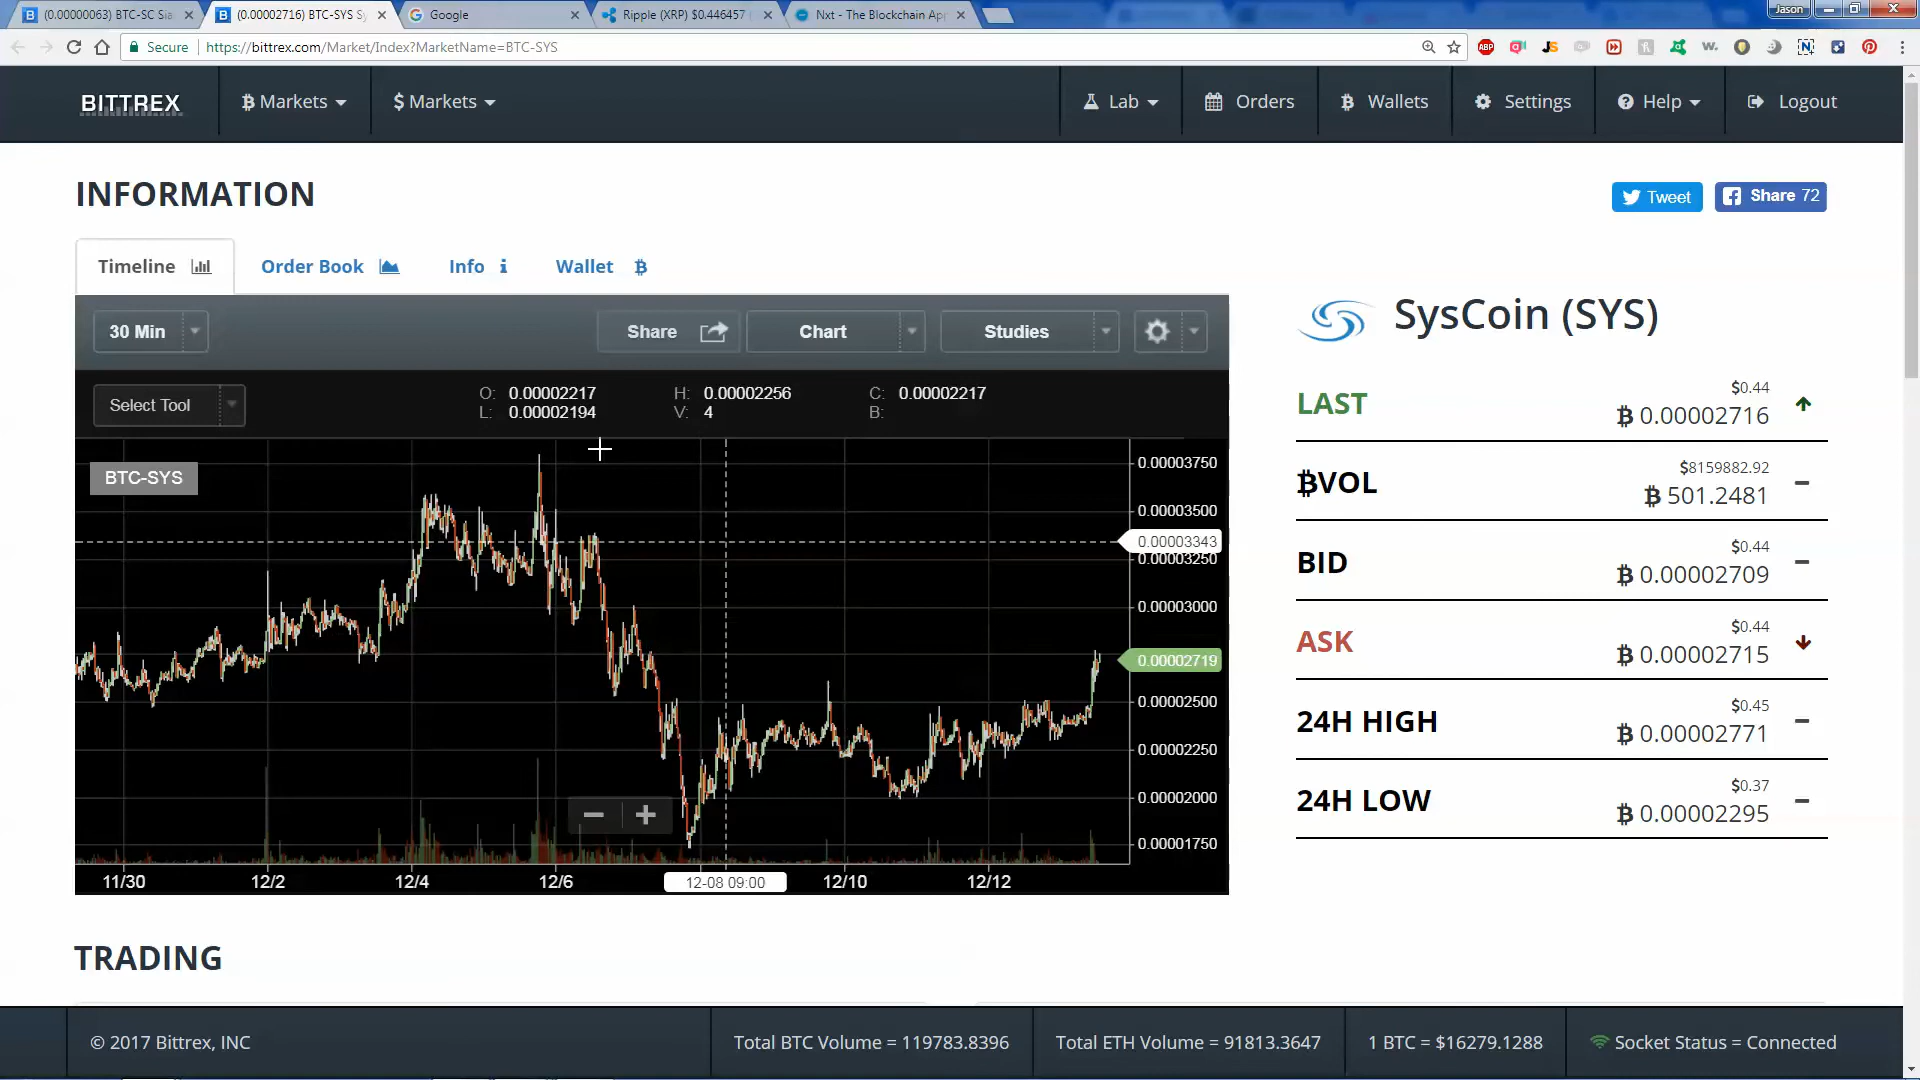 (0.00000063) BTC-SC Sia
(0.00002716) BTC-SYS Sy
Google
Ripple (XRP) $0.446457
Nxt - The Blockchain App
Jason
Secure
https://bittrex.com/Market/Index?MarketName=BTC-SYS
ABP
JS
w.
N
BITTREX
Markets
$ Markets
Lab
Orders
Wallets
Settings
Help
Logout
INFORMATION
Tweet
Share 72
Timeline
Order Book
Info
Wallet
30 Min
Share
Chart
Studies
Select Tool
O: 0.00002217 H: 0.00002256 C: 0.00002217
L: 0.00002194 V: 4 B:
BTC-SYS
0.00003750
0.00003500
0.00003343
0.00003250
0.00003000
0.00002719
0.00002500
0.00002250
0.00002000
0.00001750
11/30 12/2 12/4 12/6 12-08 09:00 12/10 12/12
SysCoin (SYS)
LAST
$0.44
₿ 0.00002716
₿VOL
$8159882.92
₿ 501.2481
BID
$0.44
₿ 0.00002709
ASK
$0.44
₿ 0.00002715
24H HIGH
$0.45
₿ 0.00002771
24H LOW
$0.37
₿ 0.00002295
TRADING
© 2017 Bittrex, INC
Total BTC Volume = 119783.8396
Total ETH Volume = 91813.3647
1 BTC = $16279.1288
Socket Status = Connected